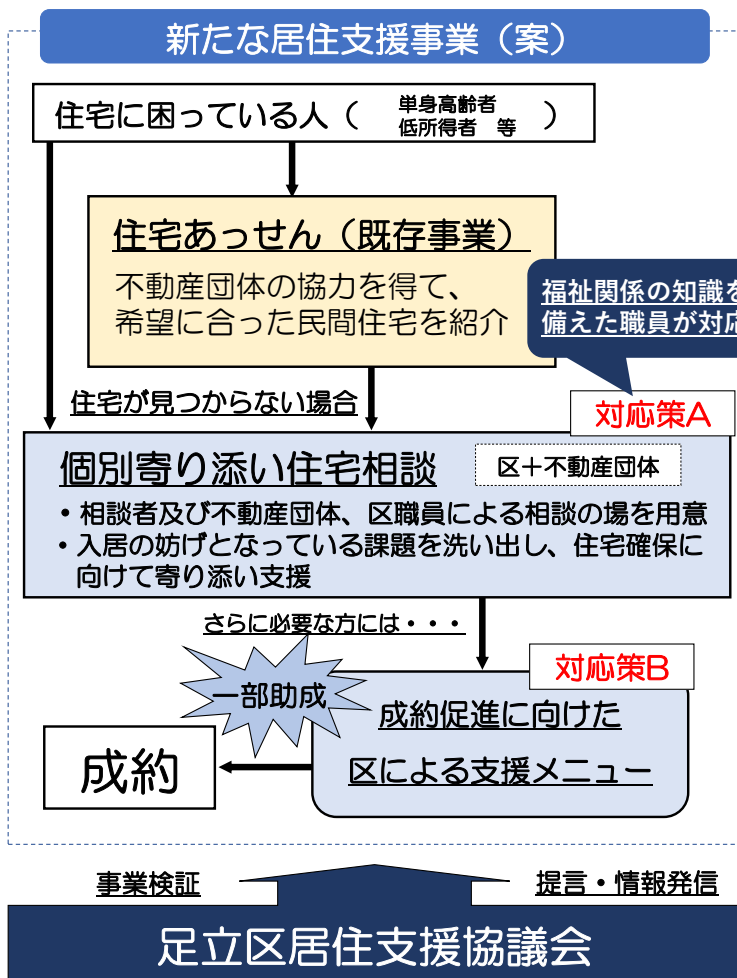 新たな居住支援事業（案）
住宅に困っている人（ 単身高齢者
低所得者　等 ）
住宅あっせん（既存事業）
不動産団体の協力を得て、
希望に合った民間住宅を紹介
福祉関係の知識を
備えた職員が対応
住宅が見つからない場合
対応策A
個別寄り添い住宅相談
区＋不動産団体
・相談者及び不動産団体、区職員による相談の場を用意
・入居の妨げとなっている課題を洗い出し、住宅確保に
向けて寄り添い支援
さらに必要な方には・・・
対応策B
一部助成
成約促進に向けた
区による支援メニュー
成約
事業検証
提言・情報発信
足立区居住支援協議会